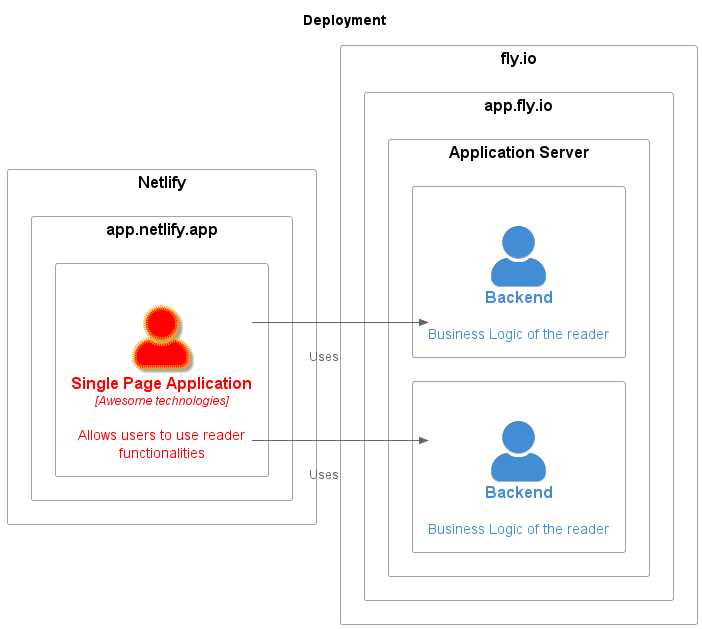 Deployment
Netlify
app.netlify.app
Single Page Application
[Awesome technologies]
Allows users to use reader
functionalities
Uses
Uses
fly.io
app.fly.io
Application Server
Backend
Business Logic of the reader
Backend
Business Logic of the reader